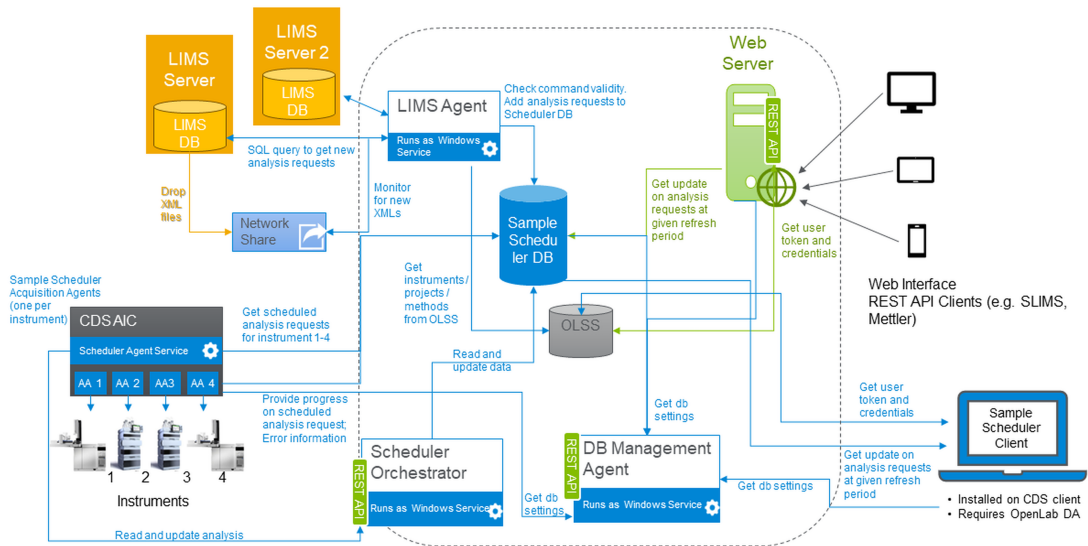 LIMS
Server
LIMS
DB
LIMS
Server 2
LIMS
DB
LIMS Agent
Runs as Windows
Service
Check command validity.
Add analysis requests to
Scheduler DB
SQL query to get new
analysis requests
Drop
XML
files
Monitor
for new
XMLs
Network
Share
Web
Server
REST API
Get update
on analysis
requests at
given refresh
period
Get user
token and
credentials
Web Interface
REST API Clients (e.g. SLIMS,
Mettler)
Sample
Schedu
ler DB
Get
instruments/
projects/
methods
from OLSS
OLSS
Sample Scheduler
Acquisition Agents
(one per
instrument)
CDS AIC
Scheduler Agent Service
AA 1
AA 2
AA3
AA 4
Get scheduled
analysis requests
for instrument 1-4
Read and
update data
Provide progress
on scheduled
analysis request;
Error information
1
2
3
4
Instruments
Scheduler
Orchestrator
REST API
Runs as Windows Service
Get db
settings
Get db
settings
DB Management
Agent
REST API
Runs as Windows Service
Get db settings
Get user
token and
credentials
Get update on
analysis requests
at given refresh
period
Sample
Scheduler
Client
• Installed on CDS client
• Requires OpenLab DA
Read and update analysis